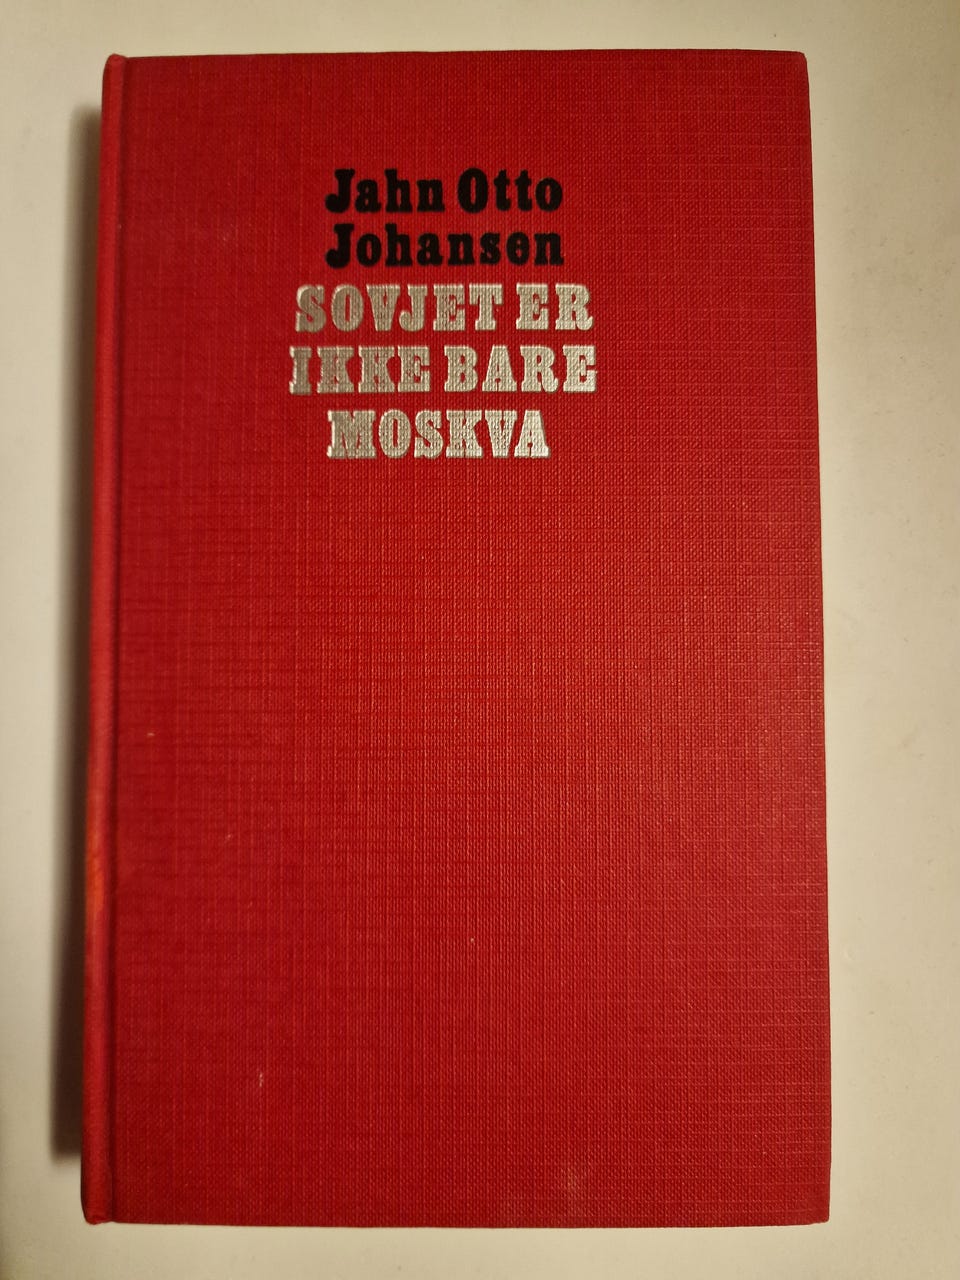 Jahn Otto
Johansen
SOVJET ER
IKKE BARE
MOSKVA